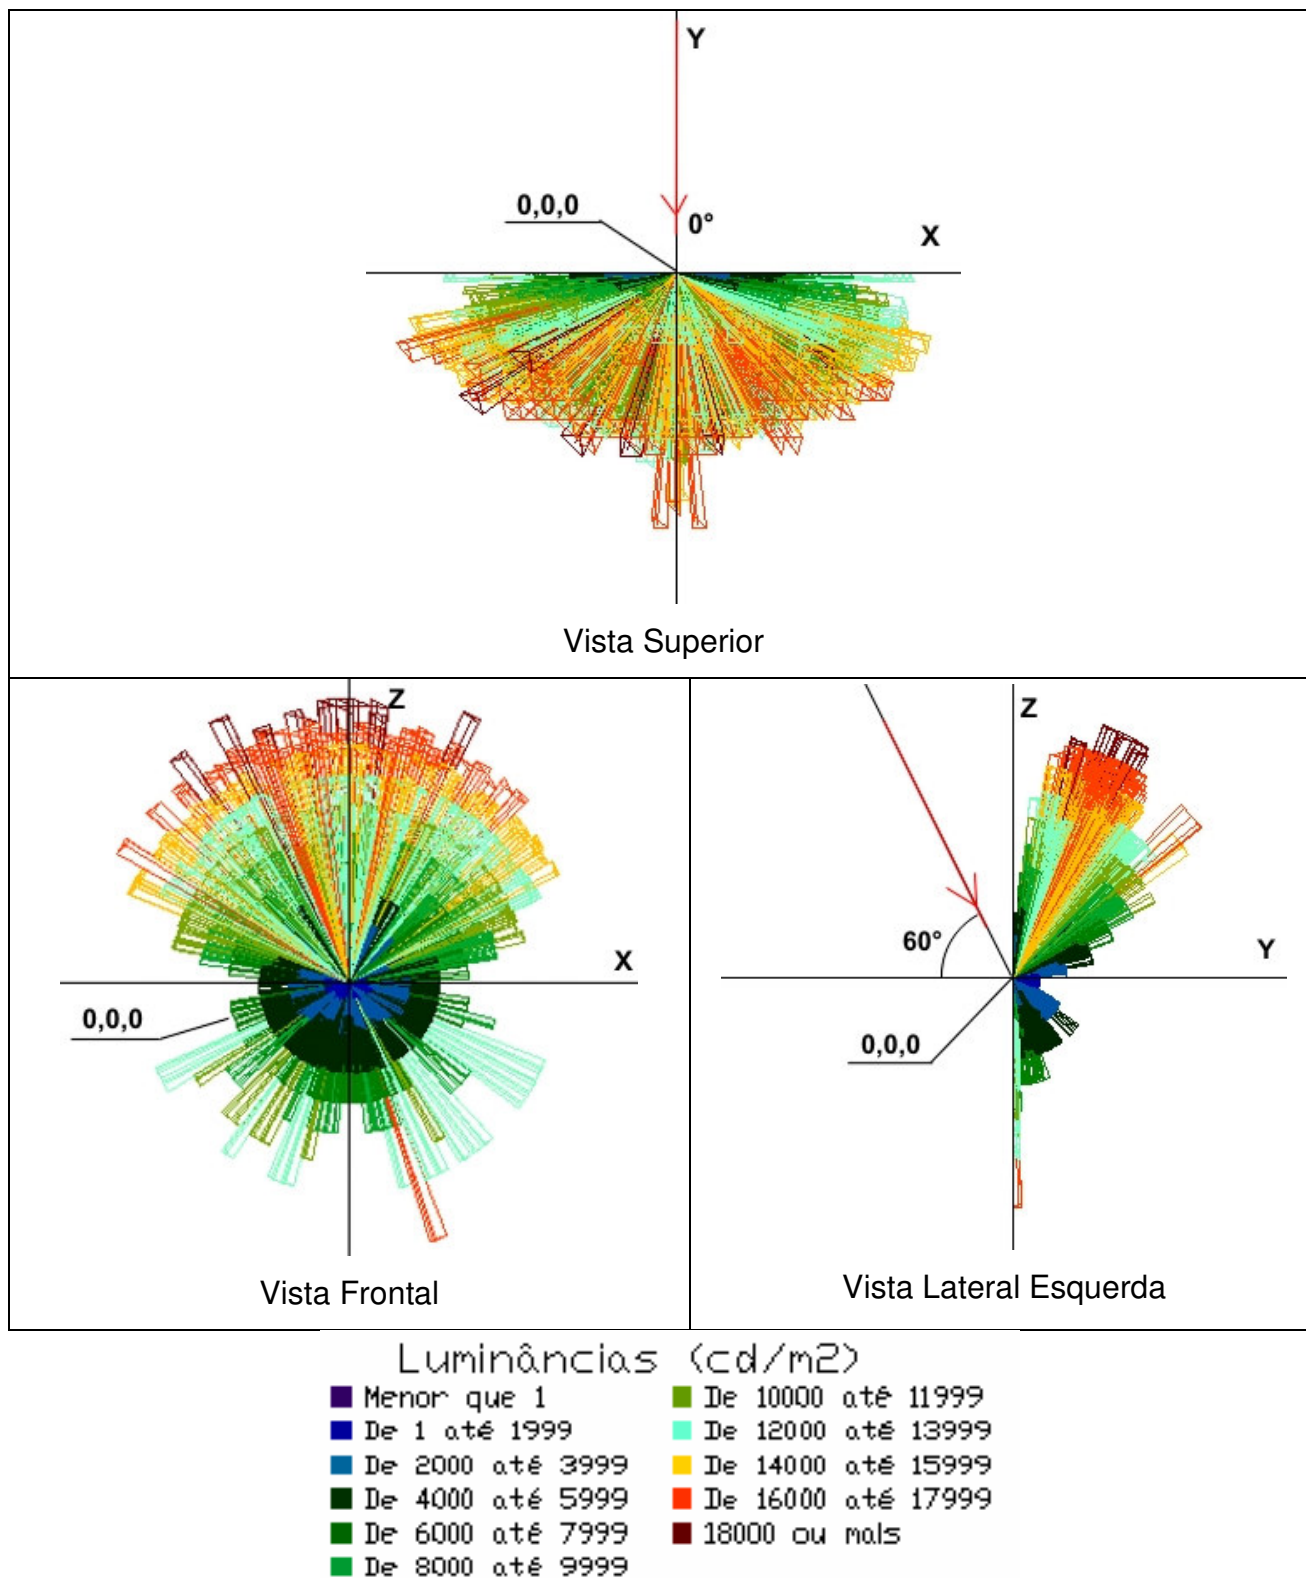 Y
0,0,0
0°
X
Vista Superior
Z
X
0,0,0
Vista Frontal
Z
60°
Y
0,0,0
Vista Lateral Esquerda
Luminâncias (cd/m2)
Menor que 1
De 1 até 1999
De 2000 até 3999
De 4000 até 5999
De 6000 até 7999
De 8000 até 9999
De 10000 até 11999
De 12000 até 13999
De 14000 até 15999
De 16000 até 17999
18000 ou mais